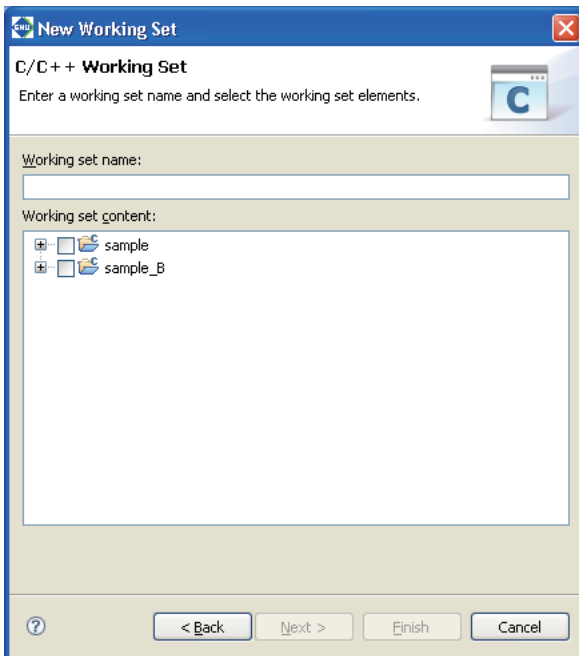 New Working Set
C/C++ Working Set
Enter a working set name and select the working set elements.
C
Working set name:
Working set content:
sample
sample_B
< Back Next > Finish Cancel